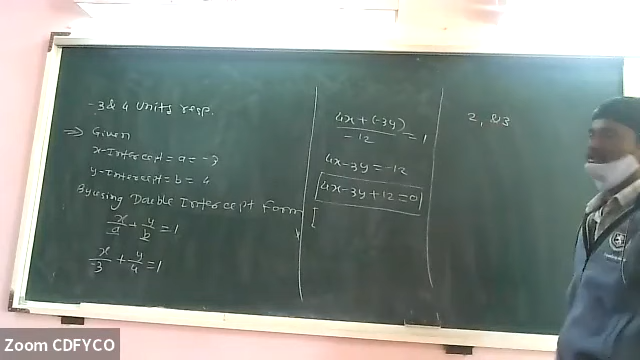 -3 & 4 Units resp.
⇒ Given
x-Intercept = a = -3
y-Intercept = b = 4
By using Double Intercept Form
x/a + y/b = 1
x/-3 + y/4 = 1
4x+(-3y)/-12 = 1
4x-3y = -12
4x-3y+12=0
2, & 3
Zoom CDFYCO